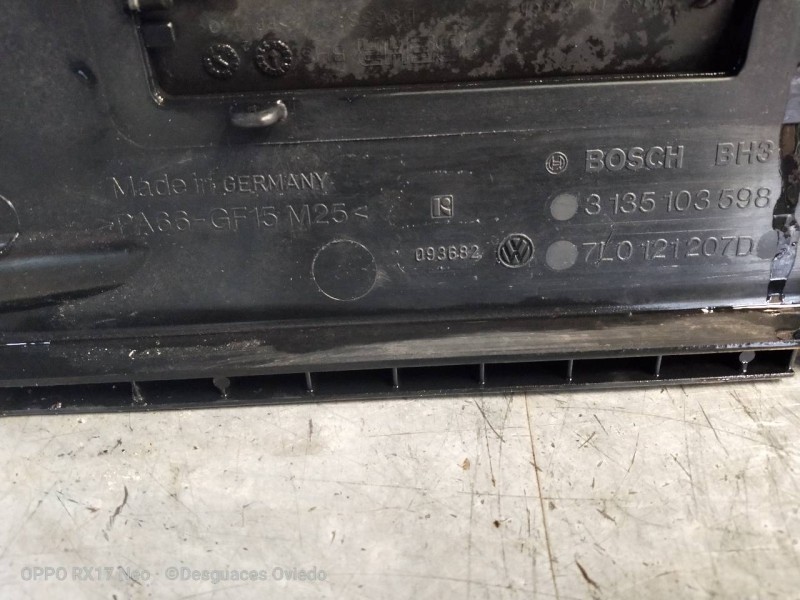 BOSCH BH3
Made in GERMANY
3 135 103 598
>PA66-GF15 M25<
093682
7L0 121 207D
OPPO RX17 Neo · ©Desguaces Oviedo